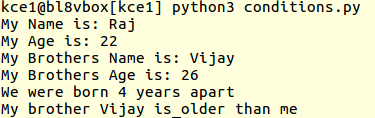 kce1@bl8vbox[kce1] python3 conditions.py
My Name is: Raj
My Age is: 22
My Brothers Name is: Vijay
My Brothers Age is: 26
We were born 4 years apart
My brother Vijay is_older than me